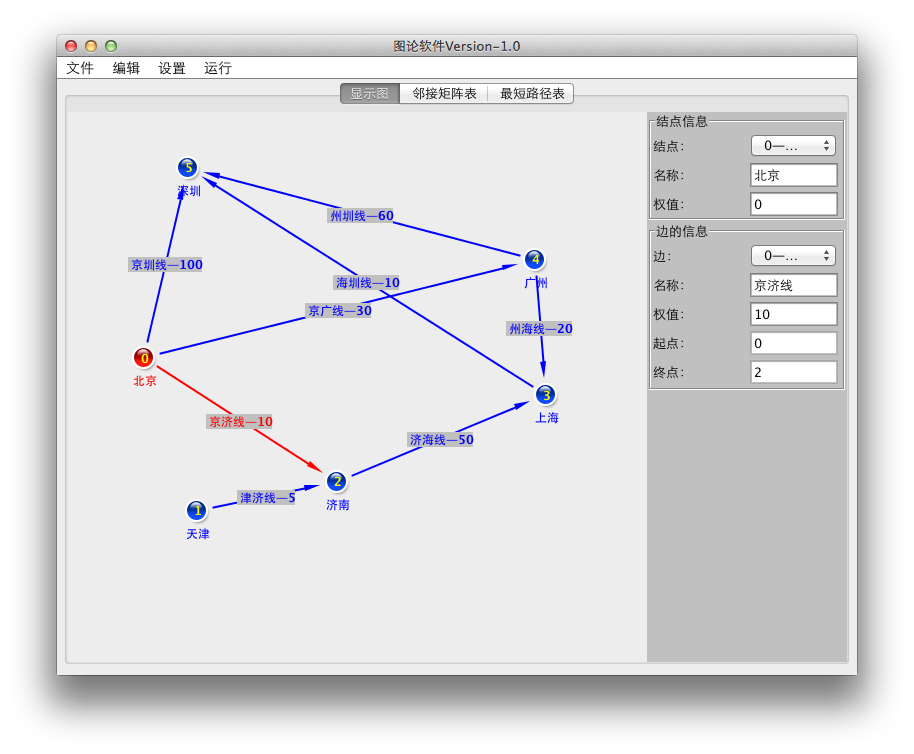 图论软件Version-1.0
文件 编辑 设置 运行
显示图 邻接矩阵表 最短路径表
5
深圳
州圳线—60
4
广州
京圳线—100
海圳线—10
京广线—30
州海线—20
0
北京
3
上海
京济线—10
济海线—50
2
济南
津济线—5
1
天津
结点信息
结点: 0—...
名称: 北京
权值: 0
边的信息
边: 0—...
名称: 京济线
权值: 10
起点: 0
终点: 2